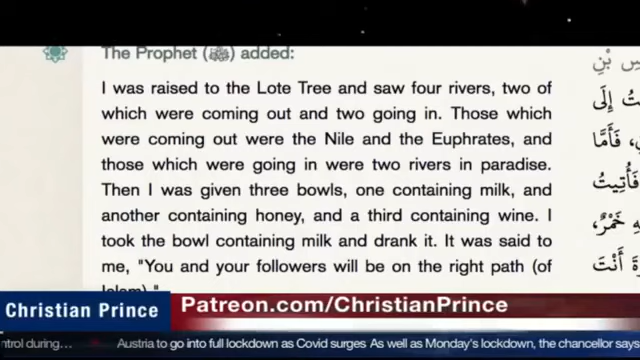 The Prophet (ﷺ) added:
I was raised to the Lote Tree and saw four rivers, two of
which were coming out and two going in. Those which
were coming out were the Nile and the Euphrates, and
those which were going in were two rivers in paradise.
Then I was given three bowls, one containing milk, and
another containing honey, and a third containing wine. I
took the bowl containing milk and drank it. It was said to
me, "You and your followers will be on the right path (of
Islam)."
س بْنِ
تُ إِلَى
ي، فَأَمَّا
فَأُتِيتُ
هِ خَمْرٌ،
ةَ أَنْتَ
Christian Prince
Patreon.com/ChristianPrince
ntrol during... Austria to go into full lockdown as Covid surges As well as Monday's lockdown, the chancellor says